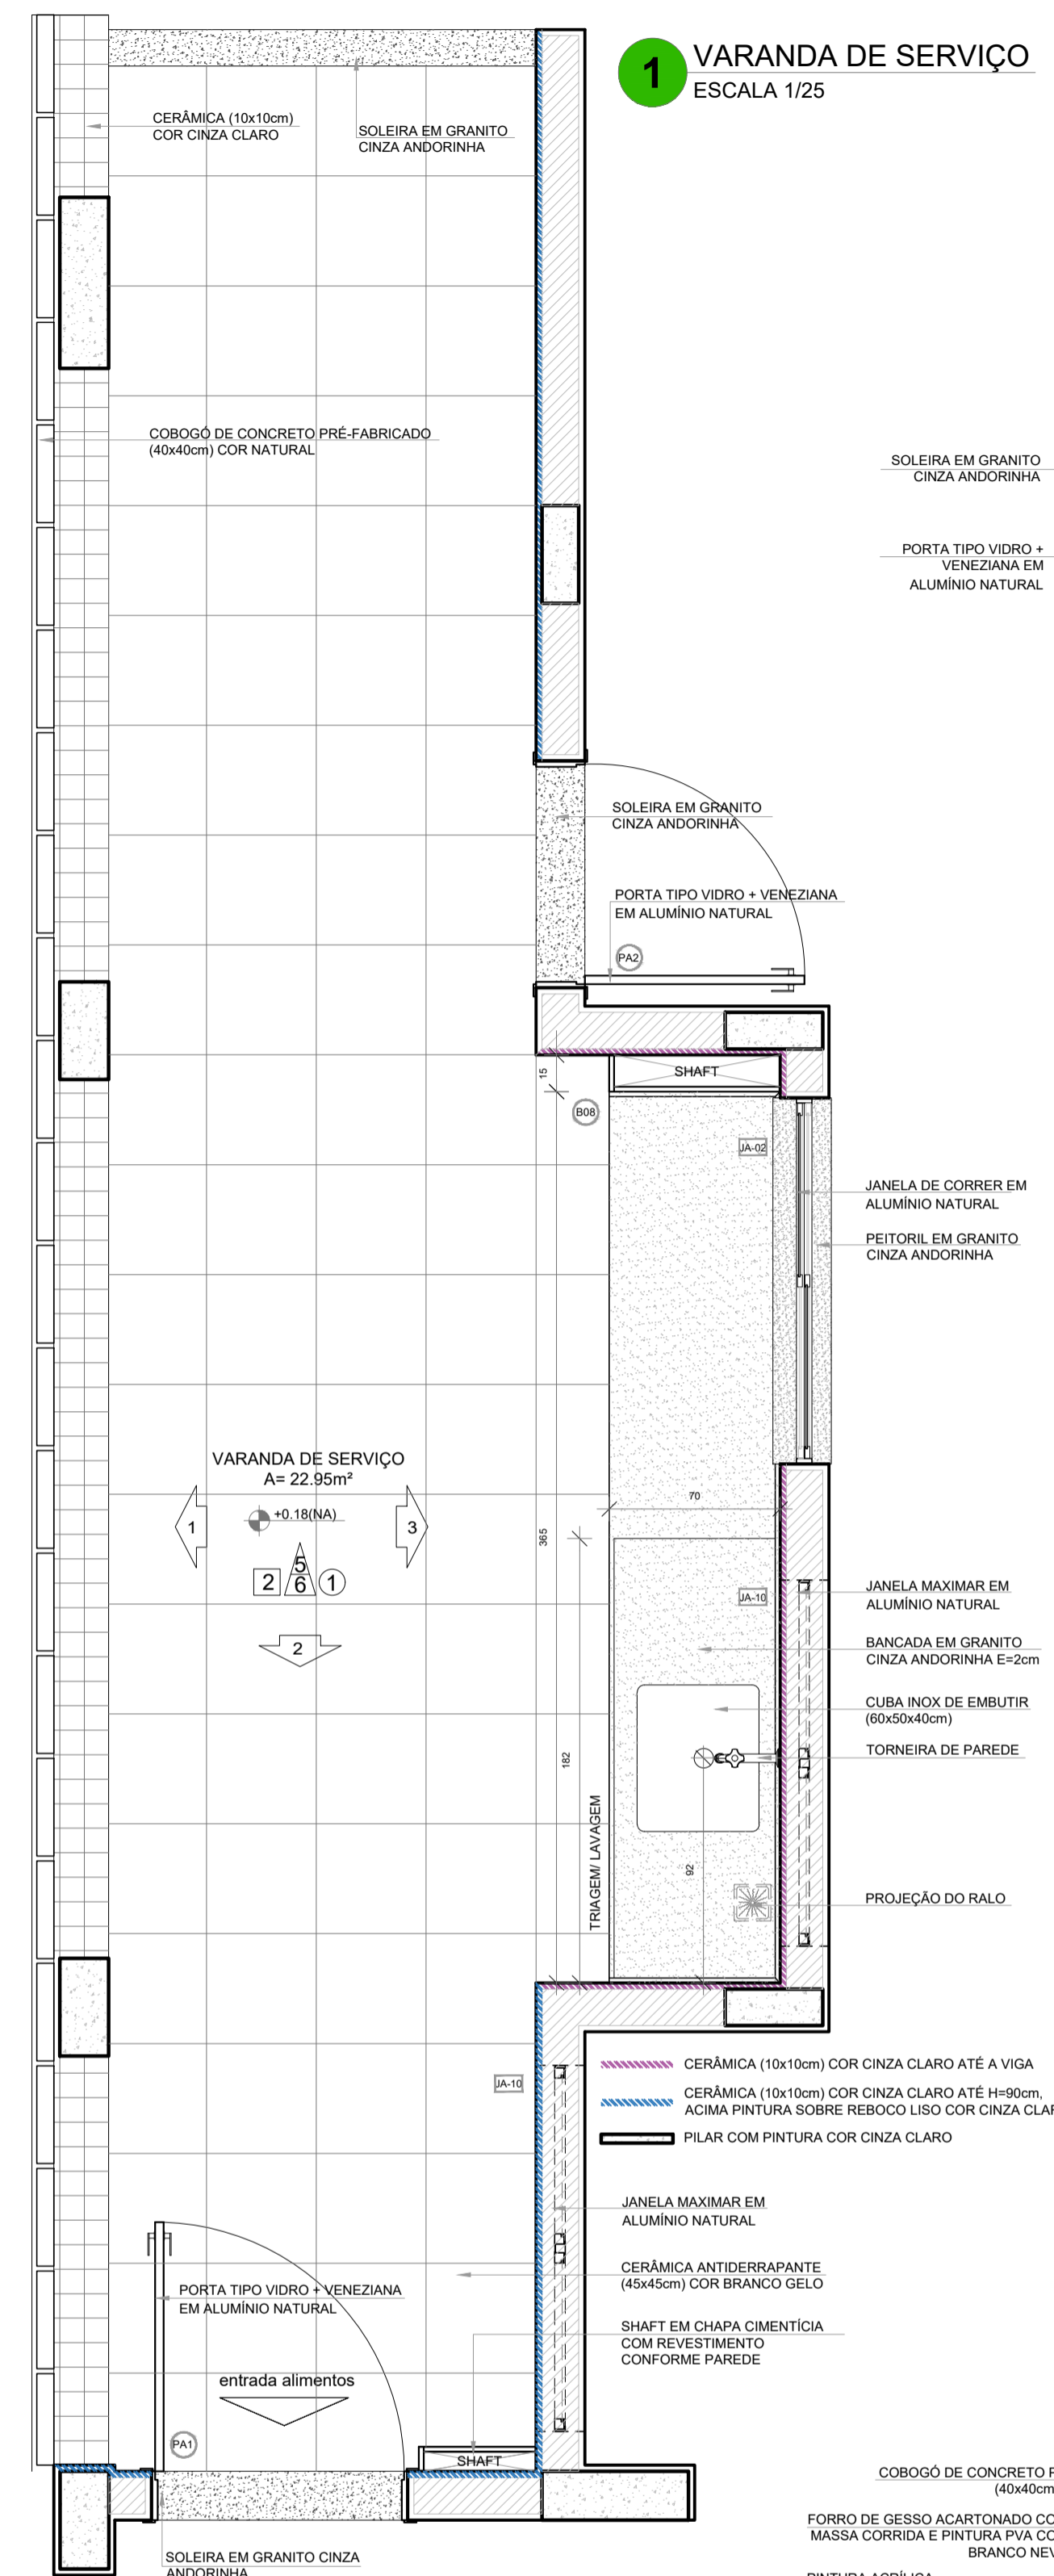 1
VARANDA DE SERVIÇO
ESCALA 1/25
CERÂMICA (10x10cm)
COR CINZA CLARO
SOLEIRA EM GRANITO
CINZA ANDORINHA
COBOGÓ DE CONCRETO PRÉ-FABRICADO
(40x40cm) COR NATURAL
SOLEIRA EM GRANITO
CINZA ANDORINHA
PORTA TIPO VIDRO +
VENEZIANA EM
ALUMÍNIO NATURAL
SOLEIRA EM GRANITO
CINZA ANDORINHA
PORTA TIPO VIDRO + VENEZIANA
EM ALUMÍNIO NATURAL
PA2
SHAFT
15
B08
JA-02
JANELA DE CORRER EM
ALUMÍNIO NATURAL
PEITORIL EM GRANITO
CINZA ANDORINHA
VARANDA DE SERVIÇO
A= 22.95m²
+0.18(NA)
1
3
2
5
6
1
2
70
365
JA-10
JANELA MAXIMAR EM
ALUMÍNIO NATURAL
BANCADA EM GRANITO
CINZA ANDORINHA E=2cm
CUBA INOX DE EMBUTIR
(60x50x40cm)
TORNEIRA DE PAREDE
182
TRIAGEM/ LAVAGEM
92
PROJEÇÃO DO RALO
CERÂMICA (10x10cm) COR CINZA CLARO ATÉ A VIGA
CERÂMICA (10x10cm) COR CINZA CLARO ATÉ H=90cm,
ACIMA PINTURA SOBRE REBOCO LISO COR CINZA CLA
PILAR COM PINTURA COR CINZA CLARO
JA-10
JANELA MAXIMAR EM
ALUMÍNIO NATURAL
CERÂMICA ANTIDERRAPANTE
(45x45cm) COR BRANCO GELO
SHAFT EM CHAPA CIMENTÍCIA
COM REVESTIMENTO
CONFORME PAREDE
PORTA TIPO VIDRO + VENEZIANA
EM ALUMÍNIO NATURAL
entrada alimentos
PA1
SHAFT
COBOGÓ DE CONCRETO
(40x40cm
FORRO DE GESSO ACARTONADO CO
MASSA CORRIDA E PINTURA PVA CO
BRANCO NEV
PINTURA ACRÍLICA
SOLEIRA EM GRANITO CINZA
ANDORINHA